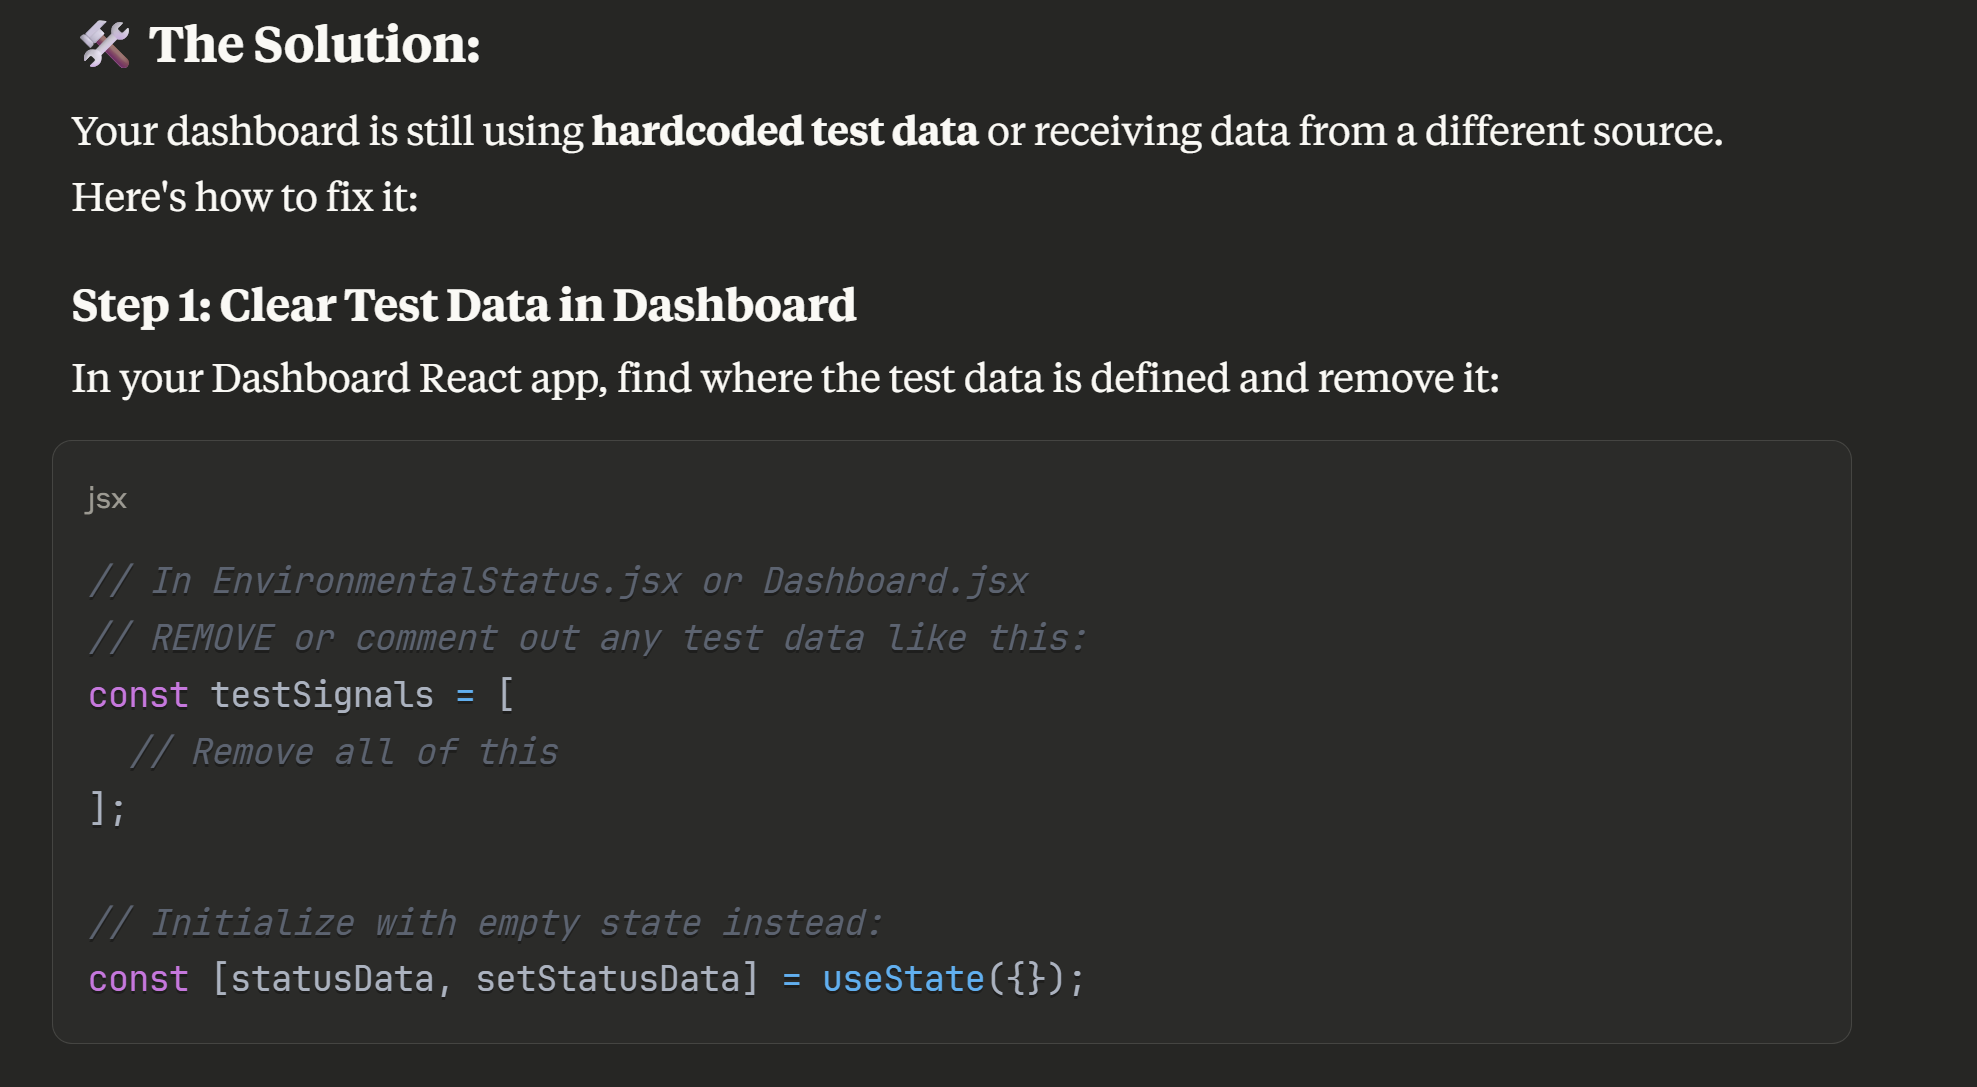 🛠️ The Solution:
Your dashboard is still using hardcoded test data or receiving data from a different source.
Here's how to fix it:
Step 1: Clear Test Data in Dashboard
In your Dashboard React app, find where the test data is defined and remove it:
jsx
// In EnvironmentalStatus.jsx or Dashboard.jsx
// REMOVE or comment out any test data like this:
const testSignals = [
  // Remove all of this
];
// Initialize with empty state instead:
const [statusData, setStatusData] = useState({});